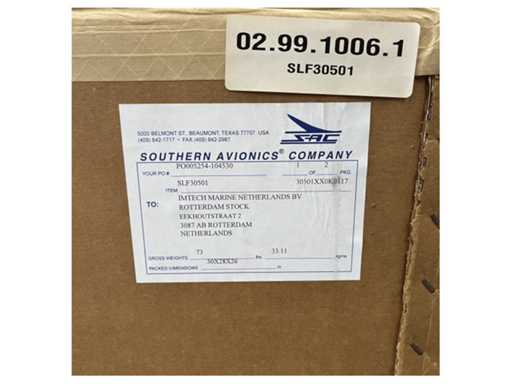 02.99.1006.1
SLF30501
5000 BELMONT ST., BEAUMONT, TEXAS 77707 USA
(409) 842-1717 • FAX (409) 842-2987
SAC
SOUTHERN AVIONICS® COMPANY
YOUR PO # PO005254-104530 1 OF 2 PKG.
ITEM SLF30501
TO: IMTECH MARINE NETHERLANDS BV
ROTTERDAM STOCK
EEKHOUTSTRAAT 2
3087 AB ROTTERDAM
NETHERLANDS
GROSS WEIGHTS 73 lbs 33.11 kgms
PACKED DIMENSIONS 30X28X26 in